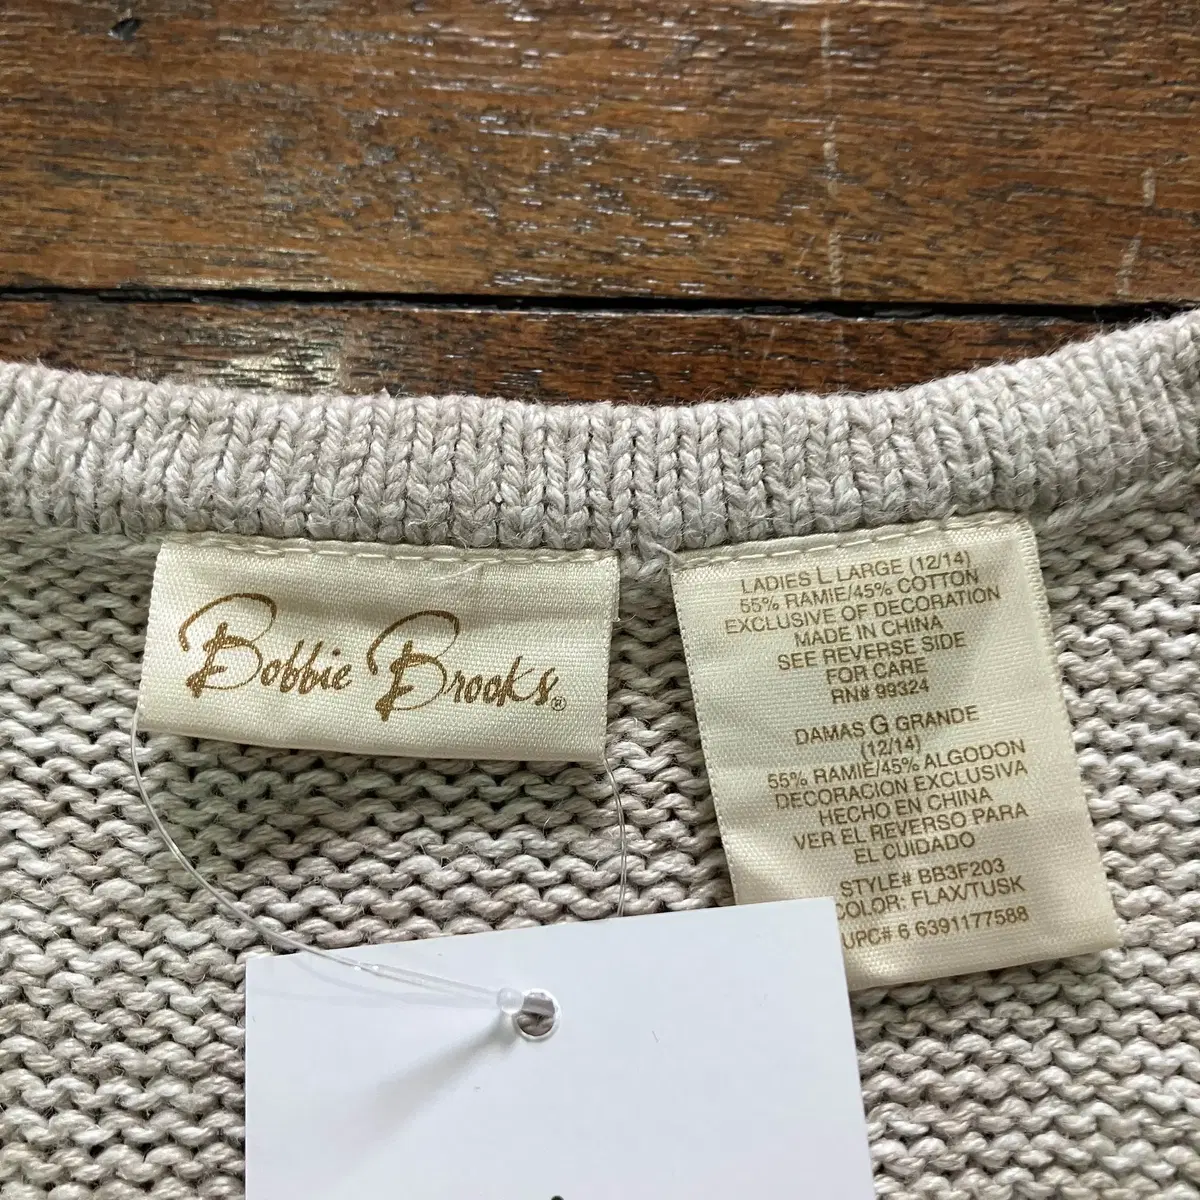 Bobbie Brooks®
LADIES L LARGE (12/14)
55% RAMIE/45% COTTON
EXCLUSIVE OF DECORATION
MADE IN CHINA
SEE REVERSE SIDE
FOR CARE
RN# 99324
DAMAS G GRANDE
(12/14)
55% RAMIE/45% ALGODON
DECORACION EXCLUSIVA
HECHO EN CHINA
VER EL REVERSO PARA
EL CUIDADO
STYLE# BB3F203
COLOR: FLAX/TUSK
UPC# 6 6391177588